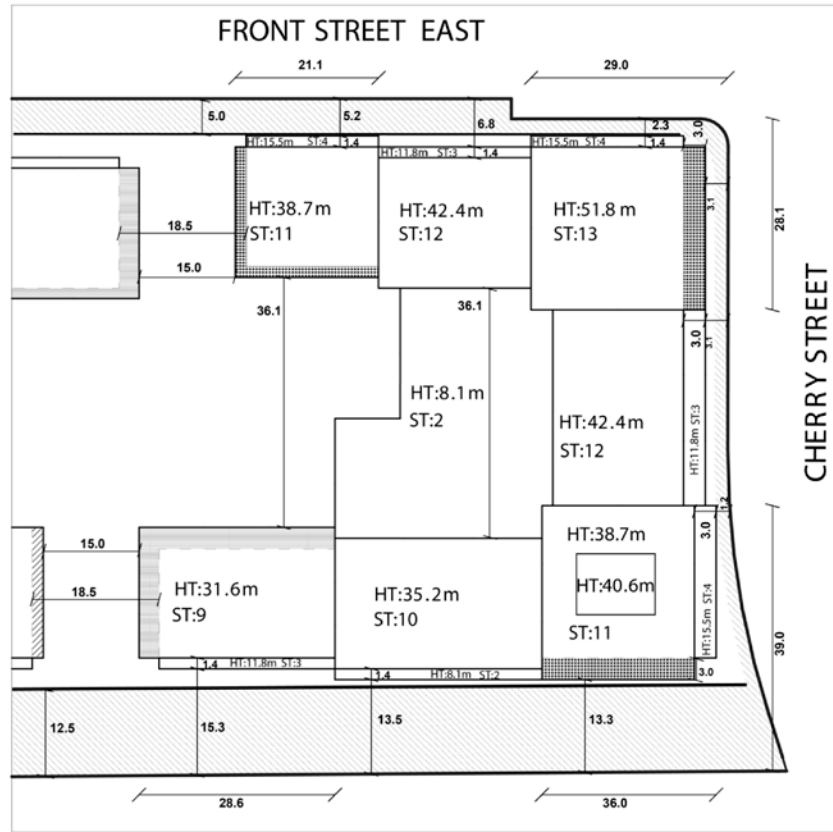 FRONT STREET EAST
21.1
29.0
5.0
5.2
6.8
2.3
3.0
HT:15.5m ST:4
1.4
HT:11.8m ST:3
1.4
HT:15.5m ST:4
1.4
3.1
28.1
HT:38.7m
ST:11
HT:42.4m
ST:12
HT:51.8 m
ST:13
18.5
15.0
36.1
36.1
3.0
3.1
CHERRY STREET
HT:8.1m
ST:2
HT:42.4m
ST:12
HT:11.8m ST:3
1.2
3.0
15.0
18.5
HT:31.6m
ST:9
HT:35.2m
ST:10
HT:38.7m
HT:40.6m
ST:11
HT:15.5m ST:4
39.0
1.4
HT:11.8m ST:3
1.4
HT:8.1m ST:2
3.0
12.5
15.3
13.5
13.3
28.6
36.0